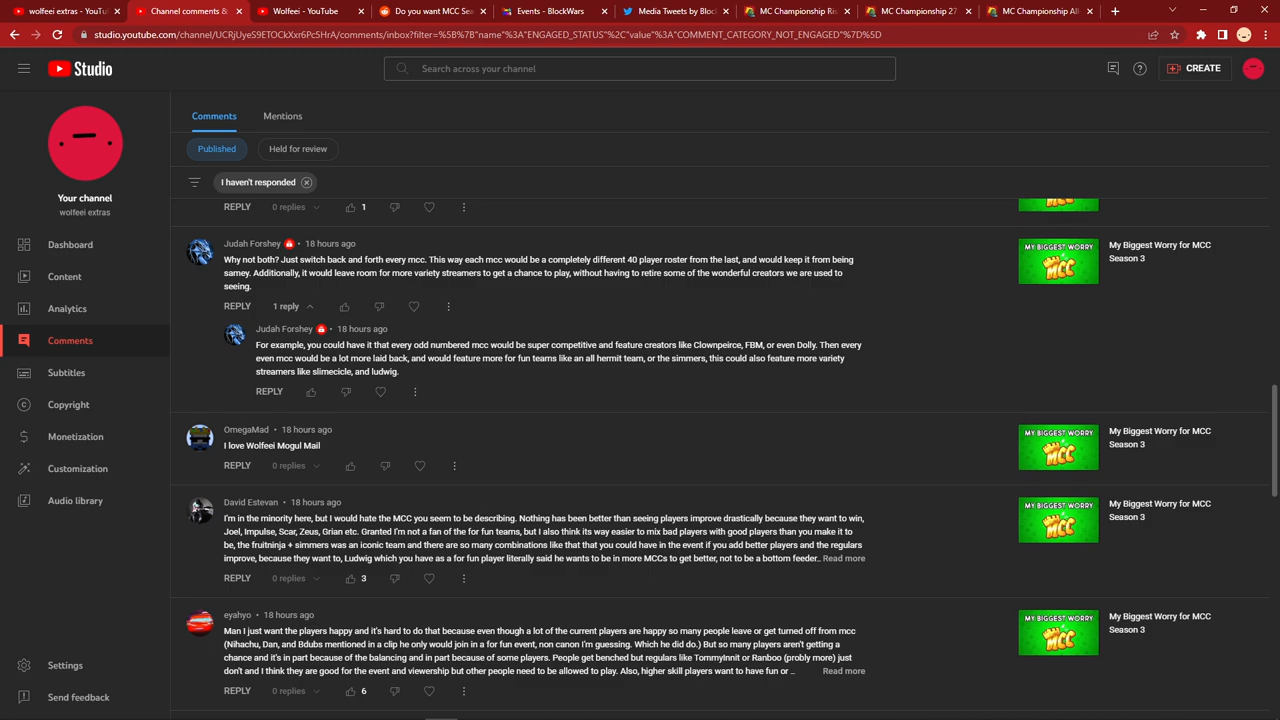 wolfeei extras - YouTu
Channel comments &
Wolfeei - YouTube
Do you want MCC Sea
Events - BlockWars
Media Tweets by Block
MC Championship Ris
MC Championship 27
MC Championship All
studio.youtube.com/channel/UCRjUyeS9ETOCkXxr6Pc5HrA/comments/inbox?filter=%5B%7B"name"%3A"ENGAGED_STATUS"%2C"value"%3A"COMMENT_CATEGORY_NOT_ENGAGED"%7D%5D
Studio
Search across your channel
CREATE
Your channel
wolfeei extras
Dashboard
Content
Analytics
Comments
Subtitles
Copyright
Monetization
Customization
Audio library
Settings
Send feedback
Comments
Mentions
Published
Held for review
I haven't responded
REPLY 0 replies 1
Judah Forshey • 18 hours ago
Why not both? Just switch back and forth every mcc. This way each mcc would be a completely different 40 player roster from the last, and would keep it from being
samey. Additionally, it would leave room for more variety streamers to get a chance to play, without having to retire some of the wonderful creators we are used to
seeing.
REPLY 1 reply
My Biggest Worry for MCC
Season 3
MY BIGGEST WORRY
MCC
Judah Forshey • 18 hours ago
For example, you could have it that every odd numbered mcc would be super competitive and feature creators like Clownpeirce, FBM, or even Dolly. Then every
even mcc would be a lot more laid back, and would feature more for fun teams like an all hermit team, or the simmers, this could also feature more variety
streamers like slimecicle, and ludwig.
REPLY
OmegaMad • 18 hours ago
I love Wolfeei Mogul Mail
REPLY 0 replies
MY BIGGEST WORRY
MCC
My Biggest Worry for MCC
Season 3
David Estevan • 18 hours ago
I'm in the minority here, but I would hate the MCC you seem to be describing. Nothing has been better than seeing players improve drastically because they want to win,
Joel, Impulse, Scar, Zeus, Grian etc. Granted I'm not a fan of the for fun teams, but I also think its way easier to mix bad players with good players than you make it to
be, the fruitninja + simmers was an iconic team and there are so many combinations like that that you could have in the event if you add better players and the regulars
improve, because they want to, Ludwig which you have as a for fun player literally said he wants to be in more MCCs to get better, not to be a bottom feeder... Read more
REPLY 0 replies 3
MY BIGGEST WORRY
MCC
My Biggest Worry for MCC
Season 3
eyahyo • 18 hours ago
Man I just want the players happy and it's hard to do that because even though a lot of the current players are happy so many people leave or get turned off from mcc
(Nihachu, Dan, and Bdubs mentioned in a clip he only would join in a for fun event, non canon I'm guessing. Which he did do.) But so many players aren't getting a
chance and it's in part because of the balancing and in part because of some players. People get benched but regulars like TommyInnit or Ranboo (probly more) just
don't and I think they are good for the event and viewership but other people need to be allowed to play. Also, higher skill players want to have fun or ... Read more
REPLY 0 replies 6
MY BIGGEST WORRY
MCC
My Biggest Worry for MCC
Season 3